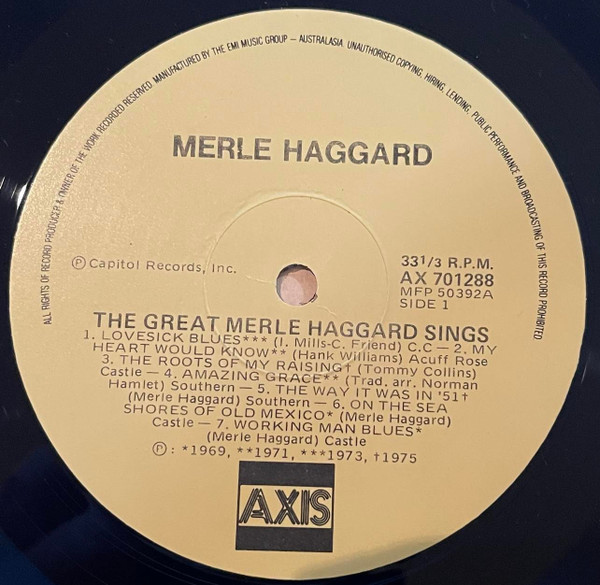 ALL RIGHTS OF RECORD PRODUCER & OWNER OF THE WORK RECORDED RESERVED. MANUFACTURED BY THE EMI MUSIC GROUP — AUSTRALASIA. UNAUTHORISED COPYING, HIRING, LENDING, PUBLIC PERFORMANCE AND BROADCASTING OF THIS RECORD PROHIBITED
MERLE HAGGARD
Ⓟ Capitol Records, Inc.
33 1/3 R.P.M.
AX 701288
MFP 50392A
SIDE 1
THE GREAT MERLE HAGGARD SINGS
1. LOVESICK BLUES*** (I. Mills-C. Friend) C.C — 2. MY
HEART WOULD KNOW** (Hank Williams) Acuff Rose
3. THE ROOTS OF MY RAISING† (Tommy Collins)
Castle — 4. AMAZING GRACE** (Trad. arr. Norman
Hamlet) Southern — 5. THE WAY IT WAS IN '51†
(Merle Haggard) Southern — 6. ON THE SEA
SHORES OF OLD MEXICO* (Merle Haggard)
Castle — 7. WORKING MAN BLUES*
(Merle Haggard) Castle
Ⓟ: *1969, **1971, ***1973, †1975
AXIS